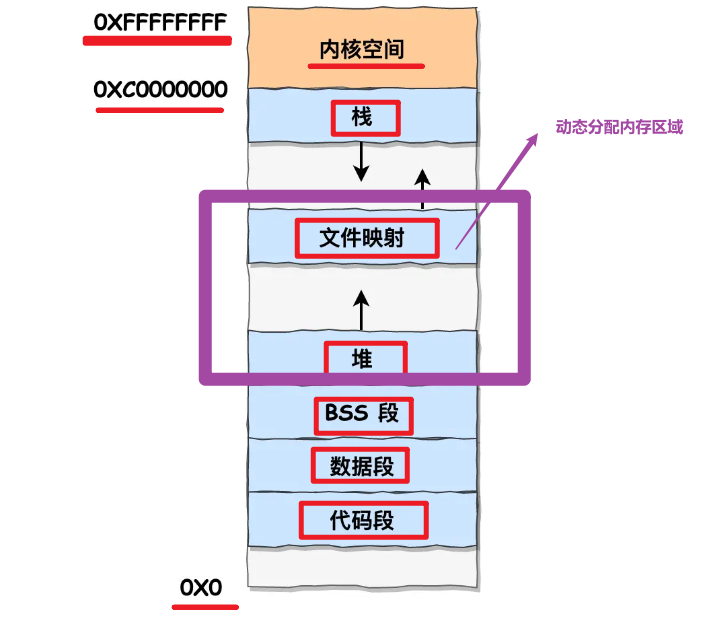 0XFFFFFFFF
内核空间
0XC0000000
栈
动态分配内存区域
文件映射
堆
BSS 段
数据段
代码段
0X0